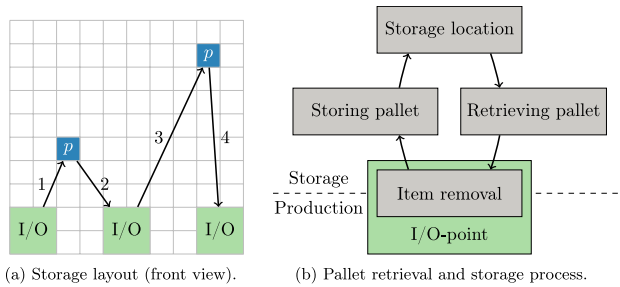 p
p
1
2
3
4
I/O
I/O
I/O
(a) Storage layout (front view).
Storage location
Storing pallet
Retrieving pallet
Storage
Production
Item removal
I/O-point
(b) Pallet retrieval and storage process.